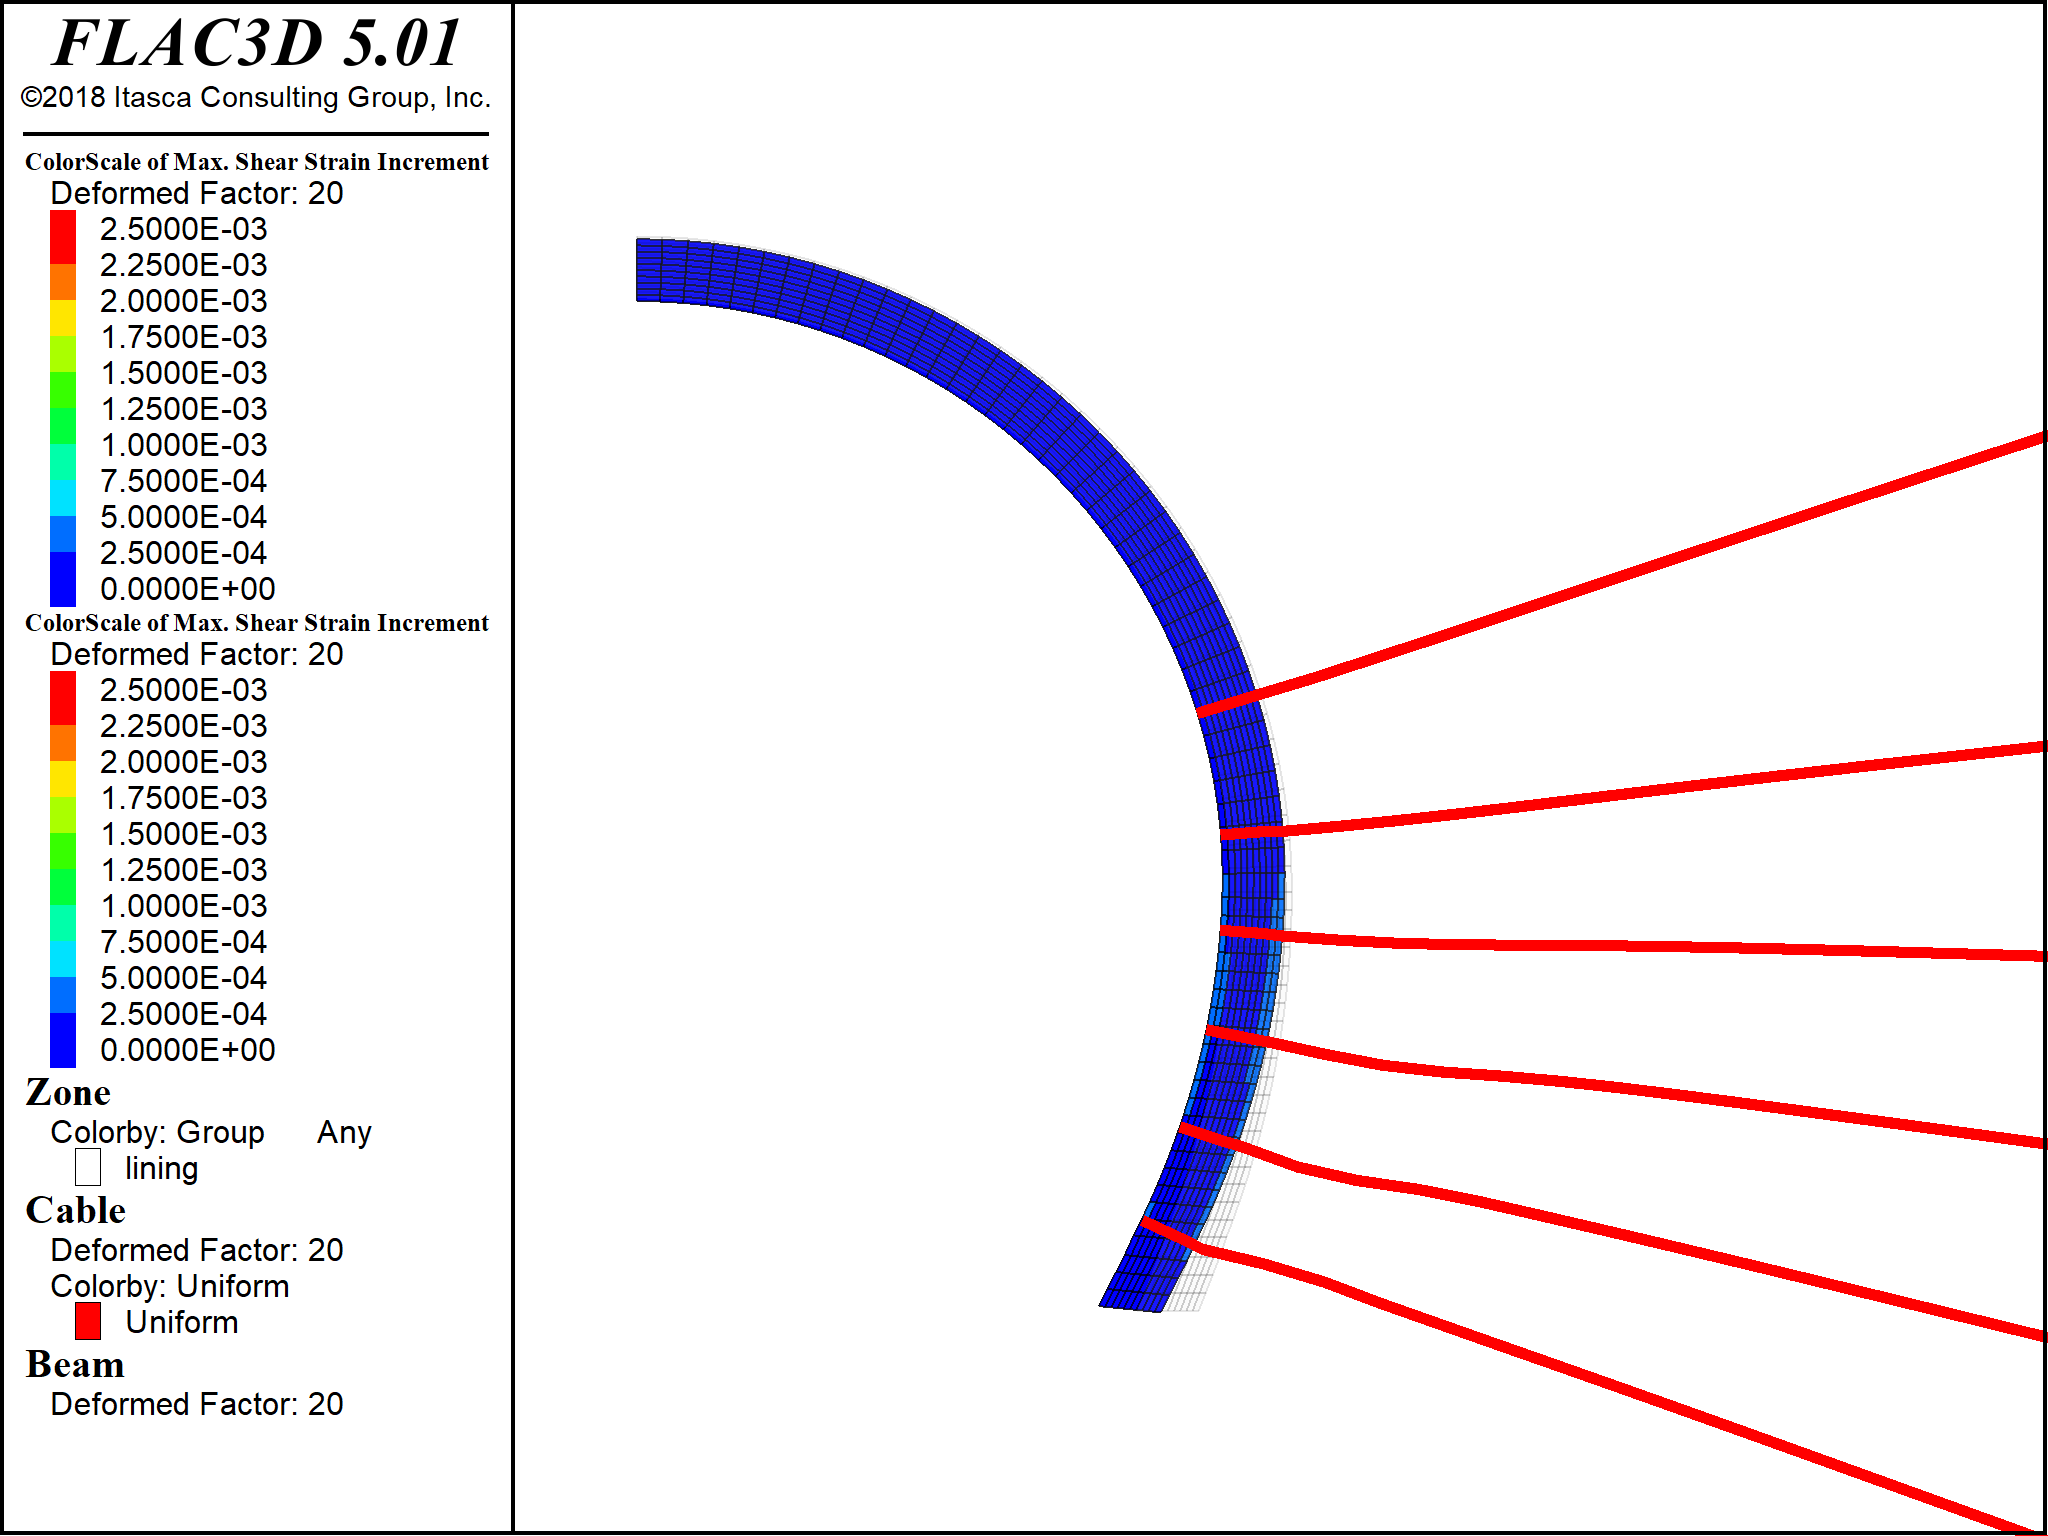 FLAC3D 5.01
©2018 Itasca Consulting Group, Inc.
ColorScale of Max. Shear Strain Increment
Deformed Factor: 20
2.5000E-03
2.2500E-03
2.0000E-03
1.7500E-03
1.5000E-03
1.2500E-03
1.0000E-03
7.5000E-04
5.0000E-04
2.5000E-04
0.0000E+00
ColorScale of Max. Shear Strain Increment
Deformed Factor: 20
2.5000E-03
2.2500E-03
2.0000E-03
1.7500E-03
1.5000E-03
1.2500E-03
1.0000E-03
7.5000E-04
5.0000E-04
2.5000E-04
0.0000E+00
Zone
Colorby: Group Any
lining
Cable
Deformed Factor: 20
Colorby: Uniform
Uniform
Beam
Deformed Factor: 20